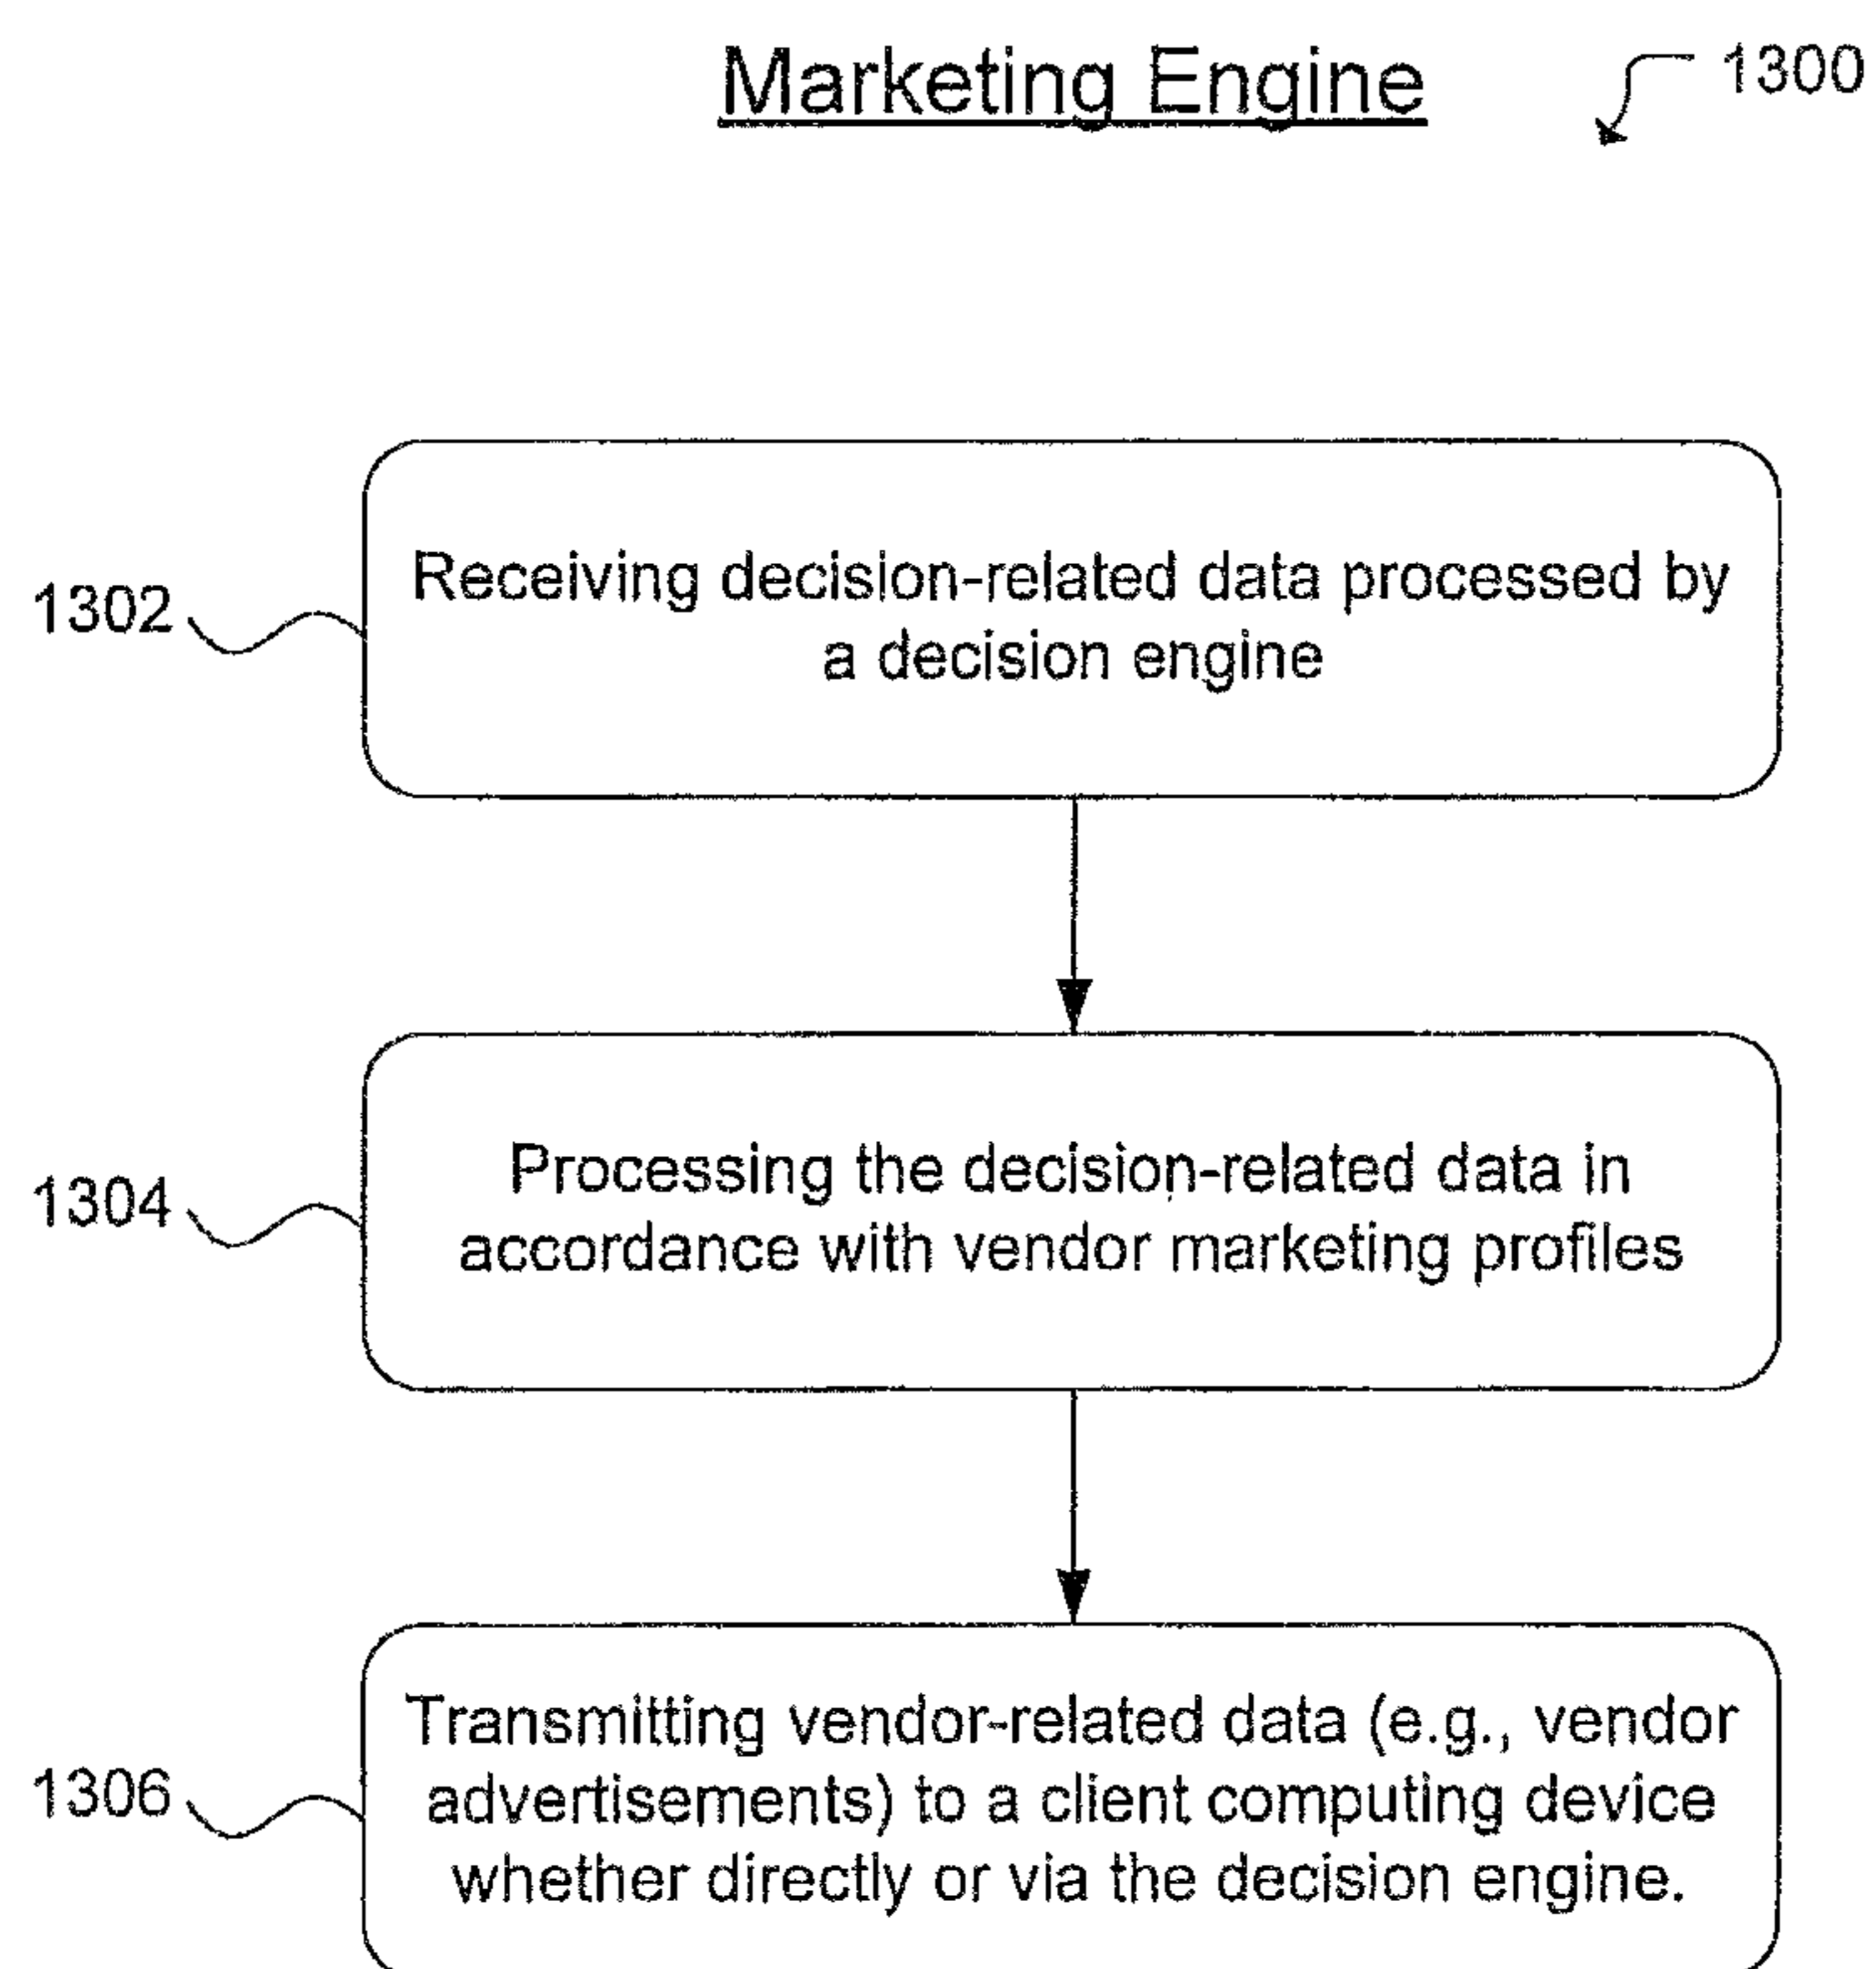 Marketing Engine
1300
1302
Receiving decision-related data processed by
a decision engine
1304
Processing the decision-related data in
accordance with vendor marketing profiles
1306
Transmitting vendor-related data (e.g., vendor
advertisements) to a client computing device
whether directly or via the decision engine.